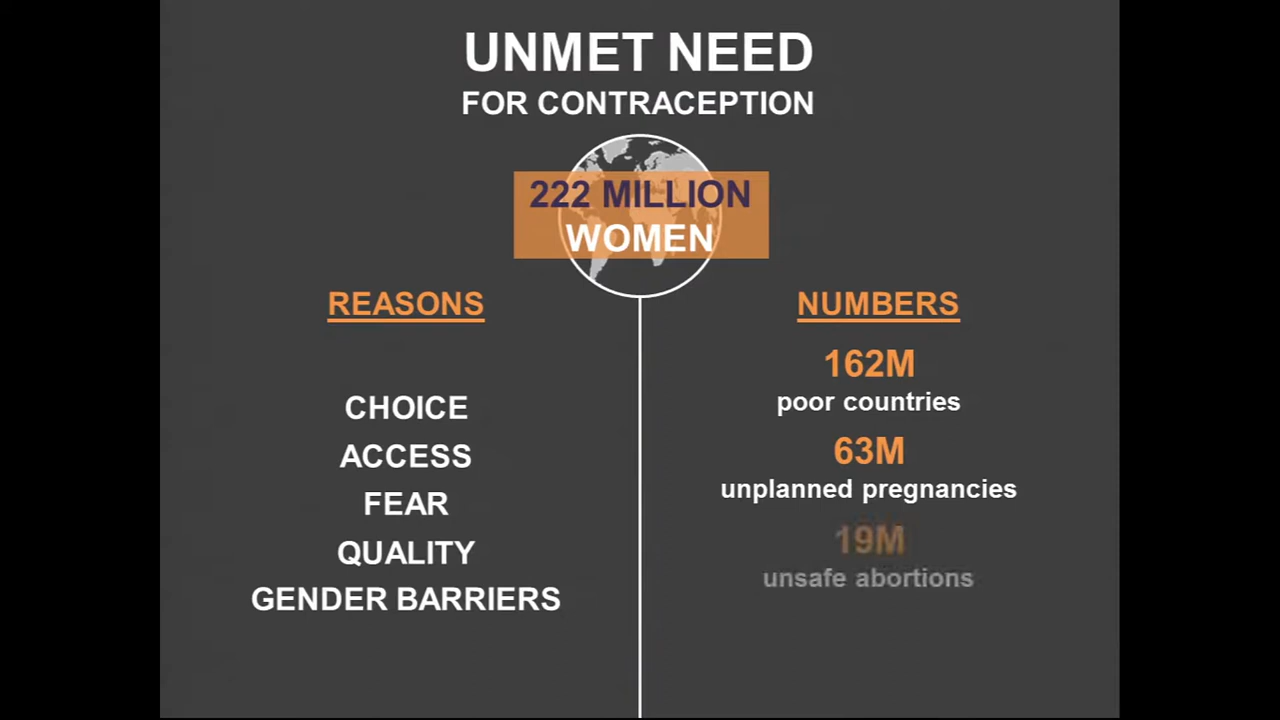 UNMET NEED
FOR CONTRACEPTION
222 MILLION
WOMEN
REASONS
CHOICE
ACCESS
FEAR
QUALITY
GENDER BARRIERS
NUMBERS
162M
poor countries
63M
unplanned pregnancies
19M
unsafe abortions